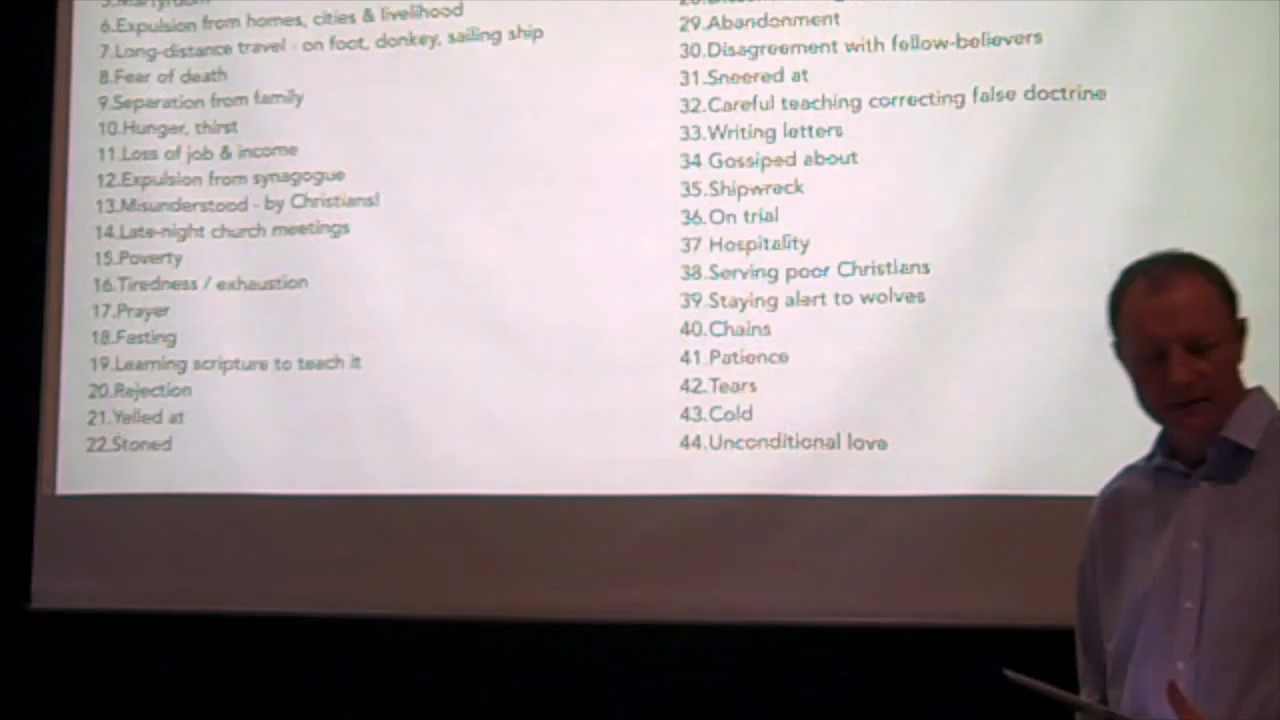 5.Martyrdom
6.Expulsion from homes, cities & livelihood
7.Long-distance travel - on foot, donkey, sailing ship
8.Fear of death
9.Separation from family
10.Hunger, thirst
11.Loss of job & income
12.Expulsion from synagogue
13.Misunderstood - by Christians!
14.Late-night church meetings
15.Poverty
16.Tiredness / exhaustion
17.Prayer
18.Fasting
19.Learning scripture to teach it
20.Rejection
21.Yelled at
22.Stoned
29.Abandonment
30.Disagreement with fellow-believers
31.Sneered at
32.Careful teaching correcting false doctrine
33.Writing letters
34 Gossiped about
35.Shipwreck
36.On trial
37 Hospitality
38.Serving poor Christians
39 Staying alert to wolves
40.Chains
41 Patience
42.Tears
43.Cold
44.Unconditional love